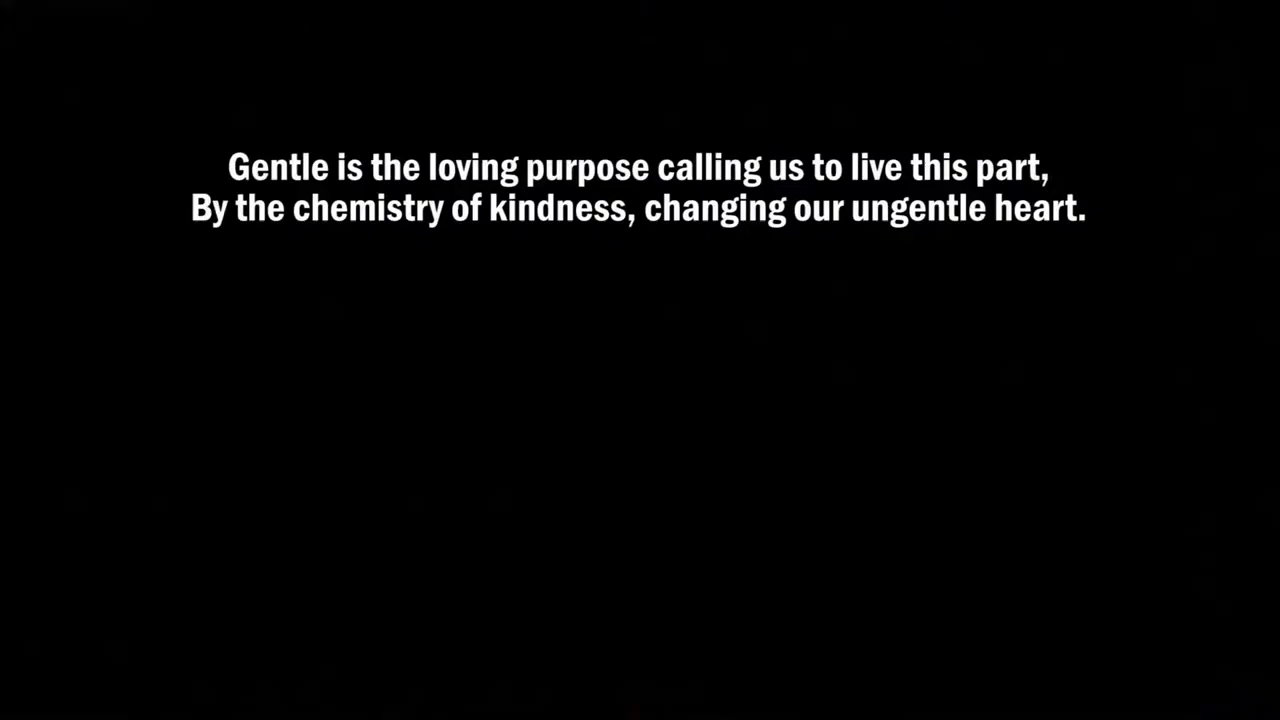 Gentle is the loving purpose calling us to live this part,
By the chemistry of kindness, changing our ungentle heart.